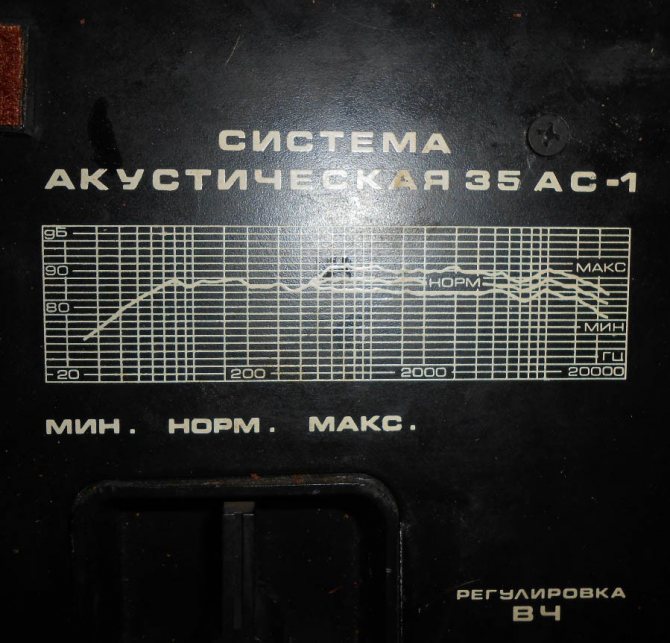 СИСТЕМА
АКУСТИЧЕСКАЯ 35 АС-1
дБ
90
МАКС
НОРМ
80
МИН
Гц
20 200 2000 20000
МИН. НОРМ. МАКС.
РЕГУЛИРОВКА
ВЧ